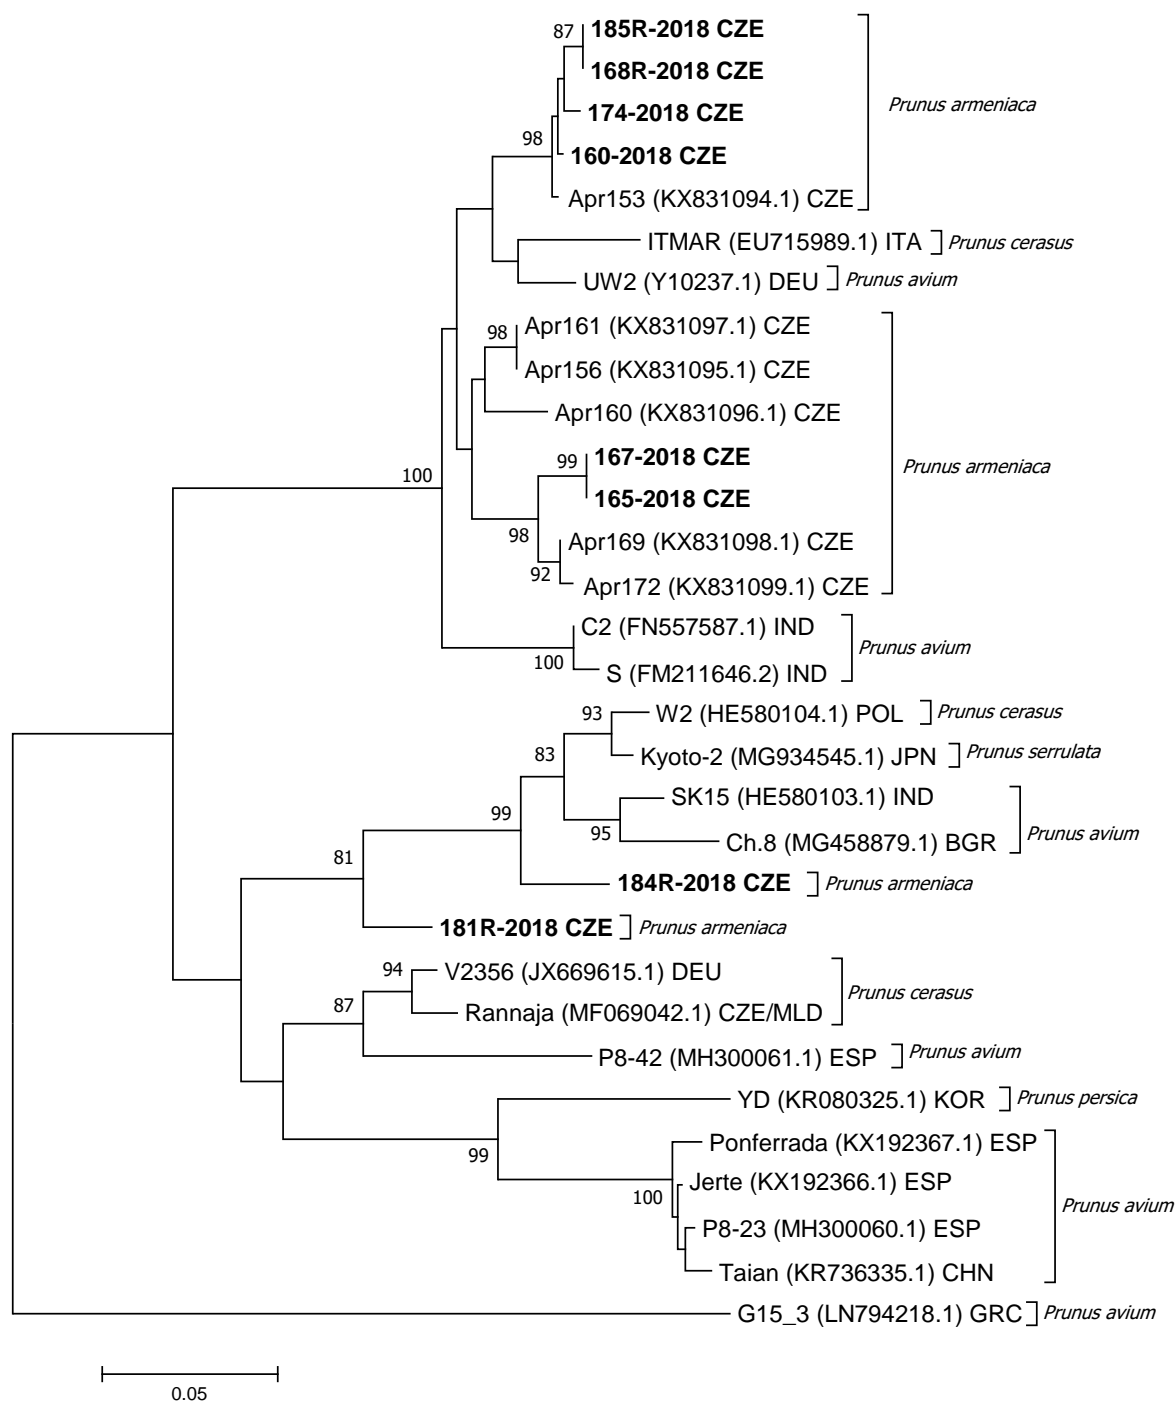 87
185R-2018 CZE
168R-2018 CZE
Prunus armeniaca
174-2018 CZE
98
160-2018 CZE
Apr153 (KX831094.1) CZE
ITMAR (EU715989.1) ITA
Prunus cerasus
UW2 (Y10237.1) DEU
Prunus avium
Apr161 (KX831097.1) CZE
98
Apr156 (KX831095.1) CZE
Apr160 (KX831096.1) CZE
167-2018 CZE
99
Prunus armeniaca
100
165-2018 CZE
98
Apr169 (KX831098.1) CZE
92
Apr172 (KX831099.1) CZE
C2 (FN557587.1) IND
Prunus avium
100
S (FM211646.2) IND
93
W2 (HE580104.1) POL
Prunus cerasus
83
Kyoto-2 (MG934545.1) JPN
Prunus serrulata
SK15 (HE580103.1) IND
99
95
Prunus avium
Ch.8 (MG458879.1) BGR
81
184R-2018 CZE
Prunus armeniaca
181R-2018 CZE
Prunus armeniaca
94
V2356 (JX669615.1) DEU
Prunus cerasus
87
Rannaja (MF069042.1) CZE/MLD
P8-42 (MH300061.1) ESP
Prunus avium
YD (KR080325.1) KOR
Prunus persica
99
Ponferrada (KX192367.1) ESP
Jerte (KX192366.1) ESP
100
Prunus avium
P8-23 (MH300060.1) ESP
Taian (KR736335.1) CHN
G15_3 (LN794218.1) GRC
Prunus avium
0.05